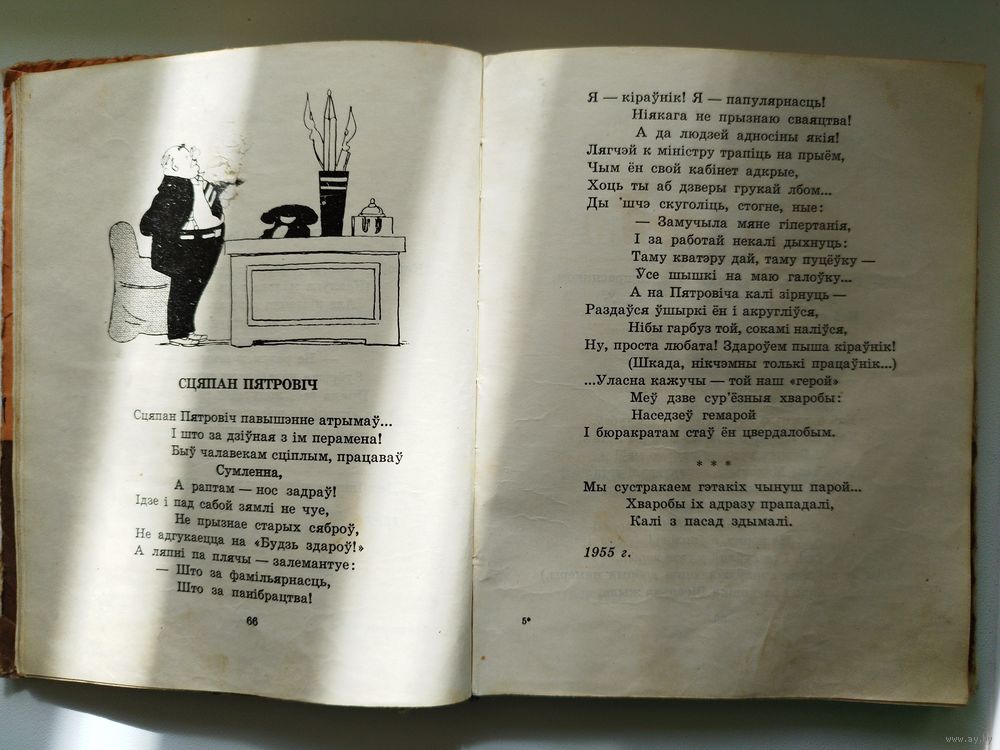 СЦЯПАН ПЯТРОВІЧ
Сцяпан Пятровіч павышэнне атрымаў...
І што за дзіўная з ім перамена!
Быў чалавекам сціплым, працаваў
Сумленна,
А раптам — нос задраў!
Ідзе і пад сабой зямлі не чуе,
Не прызнае старых сяброў,
Не адгукаецца на «Будзь здароў!»
А ляпні па плячы — залемантуе:
— Што за фамільярнасць,
Што за панібрацтва!
66
Я — кіраўнік! Я — папулярнасць!
Ніякага не прызнаю сваяцтва!
А да людзей адносіны якія!
Лягчэй к міністру трапіць на прыём,
Чым ён свой кабінет адкрые,
Хоць ты аб дзверы грукай лбом...
Ды 'шчэ скуголіць, стогне, ные:
— Замучыла мяне гіпертанія,
І за работай некалі дыхнуць:
Таму кватэру дай, таму пуцёўку —
Ўсе шышкі на маю галоўку...
А на Пятровіча калі зірнуць —
Раздаўся ўшыркі ён і акругліўся,
Нібы гарбуз той, сокамі наліўся,
Ну, проста любата! Здароўем пыша кіраўнік!
(Шкада, нікчэмны толькі працаўнік...)
...Уласна кажучы — той наш «герой»
Меў дзве сур'ёзныя хваробы:
Наседзеў гемарой
І бюракратам стаў ён цвердалобым.
* * *
Мы сустракаем гэтакіх чынуш парой...
Хваробы іх адразу прападалі,
Калі з пасад здымалі.
1955 г.
5*
www.ay.by